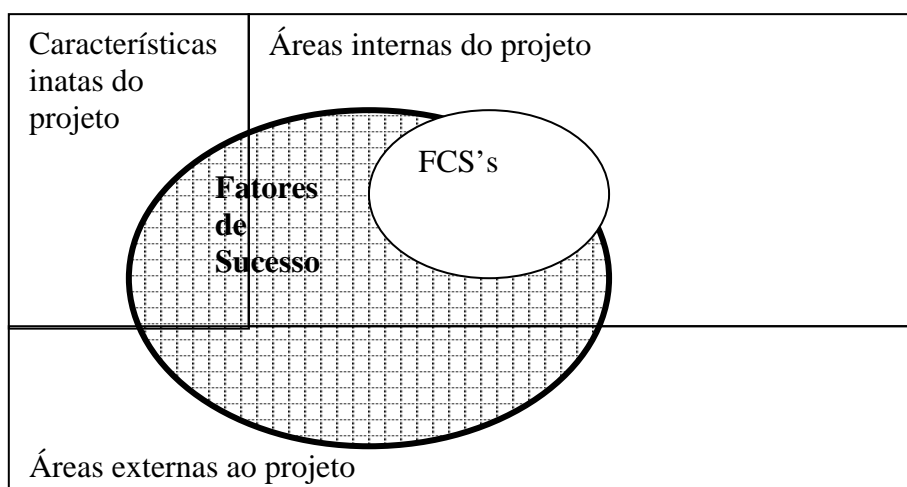 Características
inatas do
projeto
Áreas internas do projeto
FCS’s
Fatores
de
Sucesso
Áreas externas ao projeto